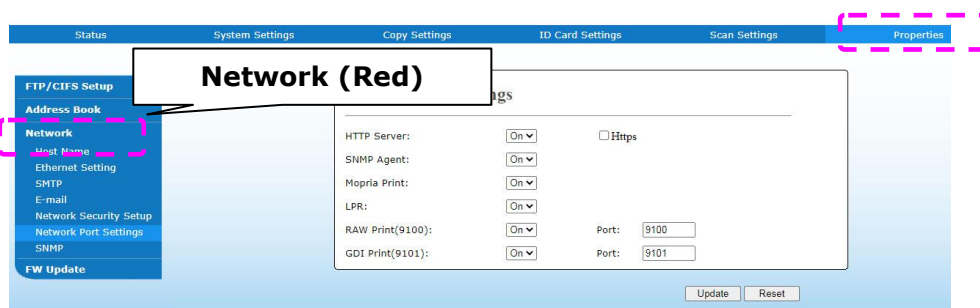 Status System Settings Copy Settings ID Card Settings Scan Settings Properties
Network (Red)
FTP/CIFS Setup
Address Book
Network
Host Name
Ethernet Setting
SMTP
E-mail
Network Security Setup
Network Port Settings
SNMP
FW Update
ngs
HTTP Server: On Https
SNMP Agent: On
Mopria Print: On
LPR: On
RAW Print(9100): On Port: 9100
GDI Print(9101): On Port: 9101
Update Reset